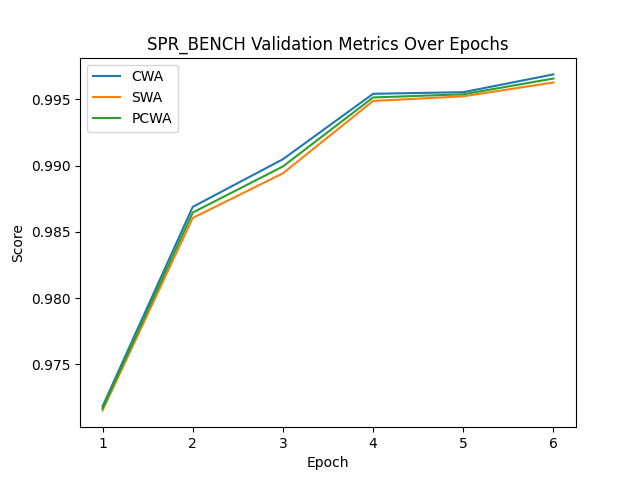 SPR_BENCH Validation Metrics Over Epochs
CWA
SWA
PCWA
0.995
0.990
0.985
0.980
0.975
Score
1 2 3 4 5 6
Epoch